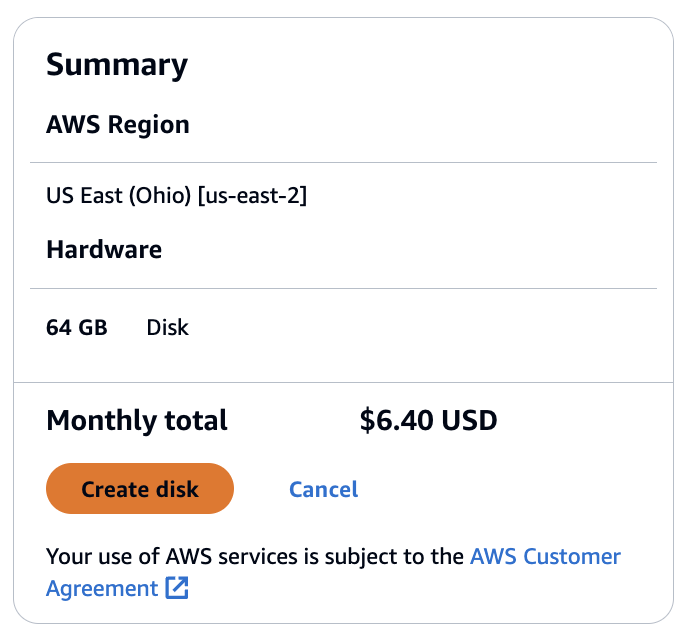 Summary
AWS Region
US East (Ohio) [us-east-2]
Hardware
64 GB Disk
Monthly total $6.40 USD
Create disk Cancel
Your use of AWS services is subject to the AWS Customer
Agreement